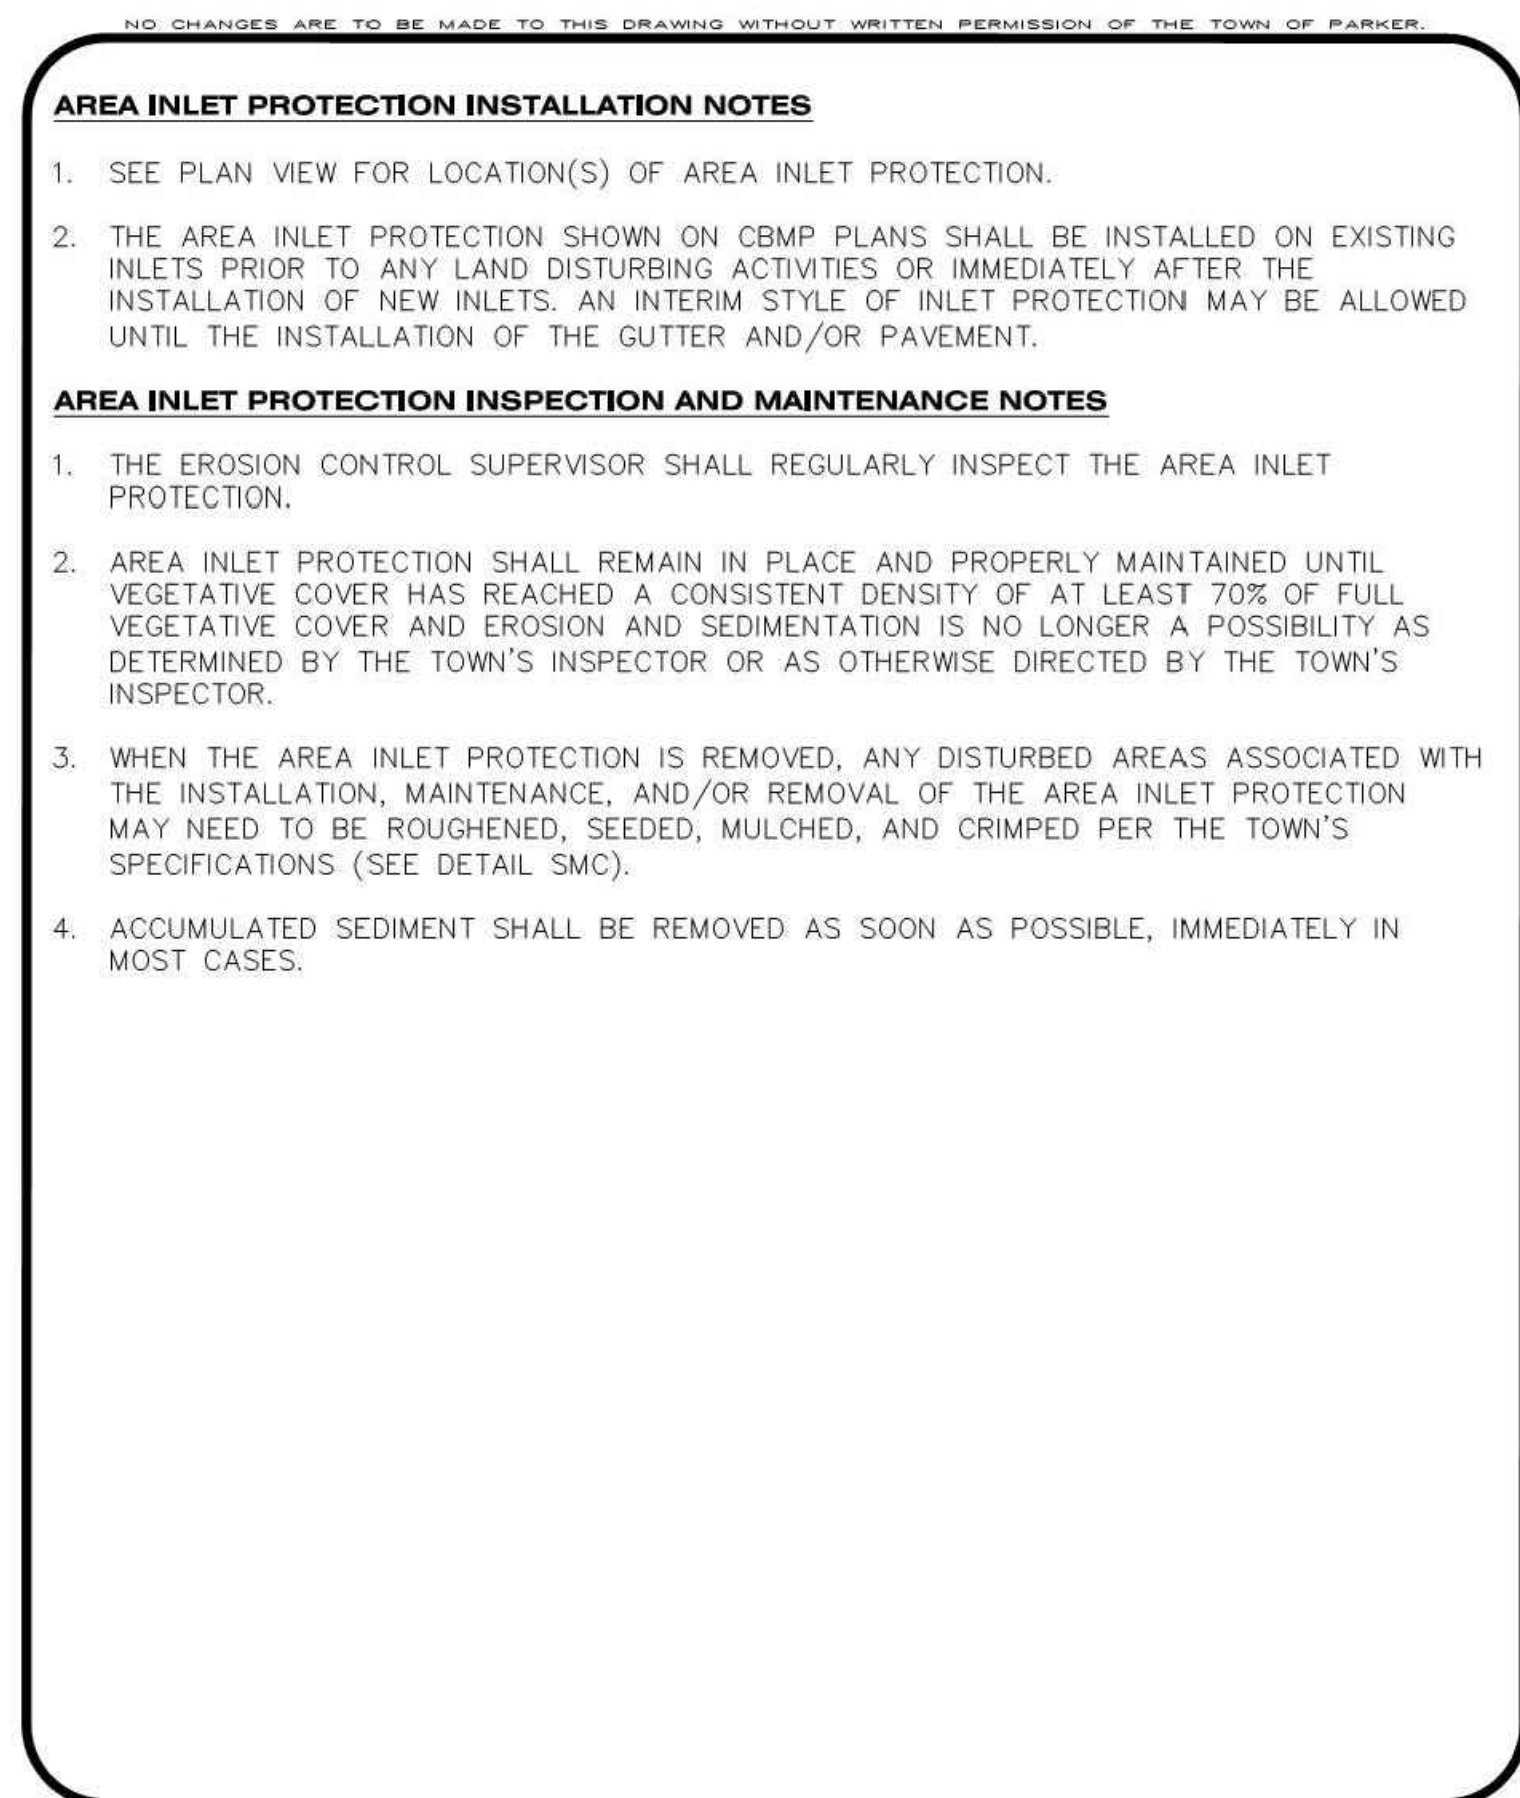 NO CHANGES ARE TO BE MADE TO THIS DRAWING WITHOUT WRITTEN PERMISSION OF THE TOWN OF PARKER.
AREA INLET PROTECTION INSTALLATION NOTES
1. SEE PLAN VIEW FOR LOCATION(S) OF AREA INLET PROTECTION.
2. THE AREA INLET PROTECTION SHOWN ON CBMP PLANS SHALL BE INSTALLED ON EXISTING
INLETS PRIOR TO ANY LAND DISTURBING ACTIVITIES OR IMMEDIATELY AFTER THE
INSTALLATION OF NEW INLETS. AN INTERIM STYLE OF INLET PROTECTION MAY BE ALLOWED
UNTIL THE INSTALLATION OF THE GUTTER AND/OR PAVEMENT.
AREA INLET PROTECTION INSPECTION AND MAINTENANCE NOTES
1. THE EROSION CONTROL SUPERVISOR SHALL REGULARLY INSPECT THE AREA INLET
PROTECTION.
2. AREA INLET PROTECTION SHALL REMAIN IN PLACE AND PROPERLY MAINTAINED UNTIL
VEGETATIVE COVER HAS REACHED A CONSISTENT DENSITY OF AT LEAST 70% OF FULL
VEGETATIVE COVER AND EROSION AND SEDIMENTATION IS NO LONGER A POSSIBILITY AS
DETERMINED BY THE TOWN'S INSPECTOR OR AS OTHERWISE DIRECTED BY THE TOWN'S
INSPECTOR.
3. WHEN THE AREA INLET PROTECTION IS REMOVED, ANY DISTURBED AREAS ASSOCIATED WITH
THE INSTALLATION, MAINTENANCE, AND/OR REMOVAL OF THE AREA INLET PROTECTION
MAY NEED TO BE ROUGHENED, SEEDED, MULCHED, AND CRIMPED PER THE TOWN'S
SPECIFICATIONS (SEE DETAIL SMC).
4. ACCUMULATED SEDIMENT SHALL BE REMOVED AS SOON AS POSSIBLE, IMMEDIATELY IN
MOST CASES.